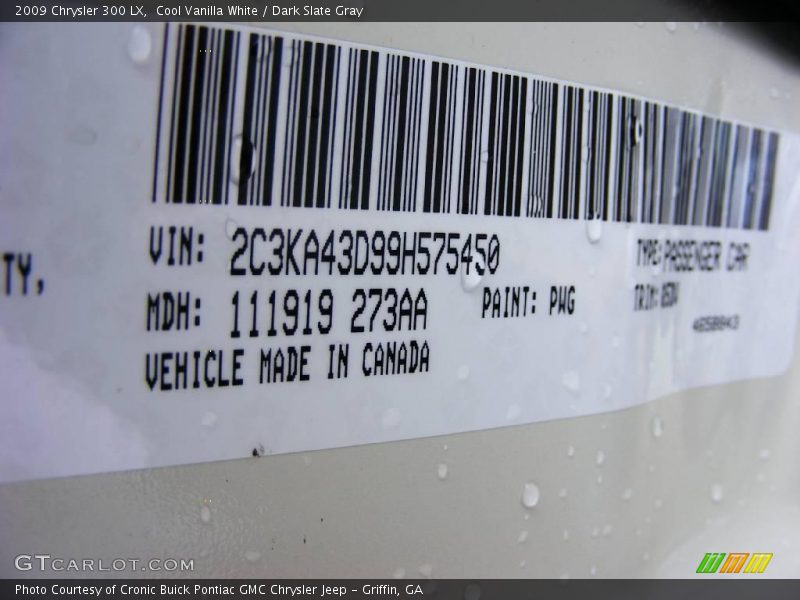 2009 Chrysler 300 LX,  Cool Vanilla White / Dark Slate Gray
VIN: 2C3KA43D99H575450 TYPE: PASSENGER CAR
TY,
MDH: 111919 273AA PAINT: PWG TRIM:
VEHICLE MADE IN CANADA
GTCARLOT.COM
Photo Courtesy of Cronic Buick Pontiac GMC Chrysler Jeep - Griffin, GA